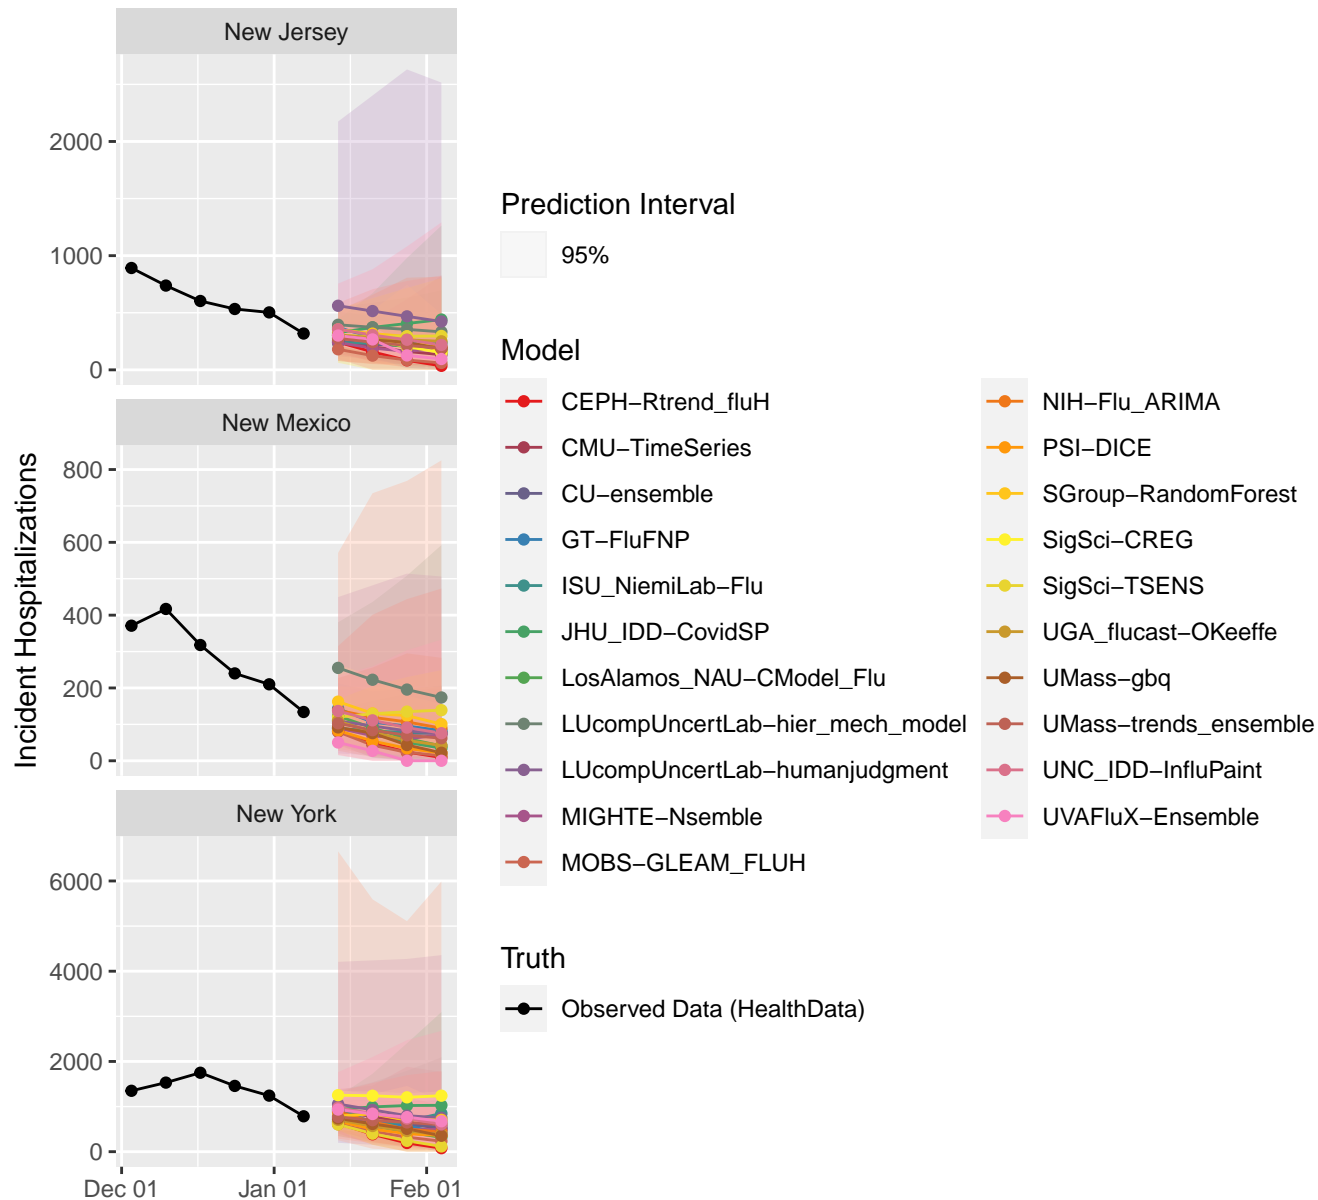 New Jersey
2000
1000
0
New Mexico
800
600
400
200
0
New York
6000
4000
2000
0
Dec 01
Jan 01
Feb 01
Incident Hospitalizations
Prediction Interval
95%
Model
CEPH−Rtrend_fluH
CMU−TimeSeries
CU−ensemble
GT−FluFNP
ISU_NiemiLab−Flu
JHU_IDD−CovidSP
LosAlamos_NAU−CModel_Flu
LUcompUncertLab−hier_mech_model
LUcompUncertLab−humanjudgment
MIGHTE−Nsemble
MOBS−GLEAM_FLUH
NIH−Flu_ARIMA
PSI−DICE
SGroup−RandomForest
SigSci−CREG
SigSci−TSENS
UGA_flucast−OKeeffe
UMass−gbq
UMass−trends_ensemble
UNC_IDD−InfluPaint
UVAFluX−Ensemble
Truth
Observed Data (HealthData)